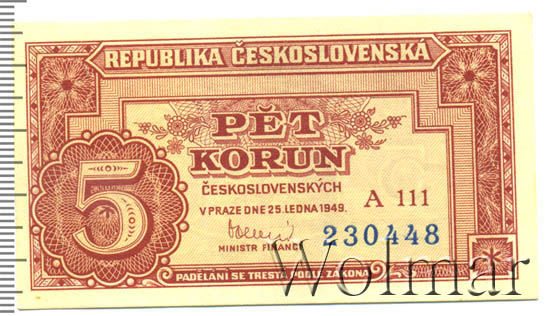 REPUBLIKA ČESKOSLOVENSKÁ
PĚT
KORUN
ČESKOSLOVENSKÝCH
A 111
V PRAZE DNE 25. LEDNA 1949.
5
230448
MINISTR FINANCÍ
PADĚLÁNÍ SE TRESTÁ PODLE ZÁKONA
Wolmar